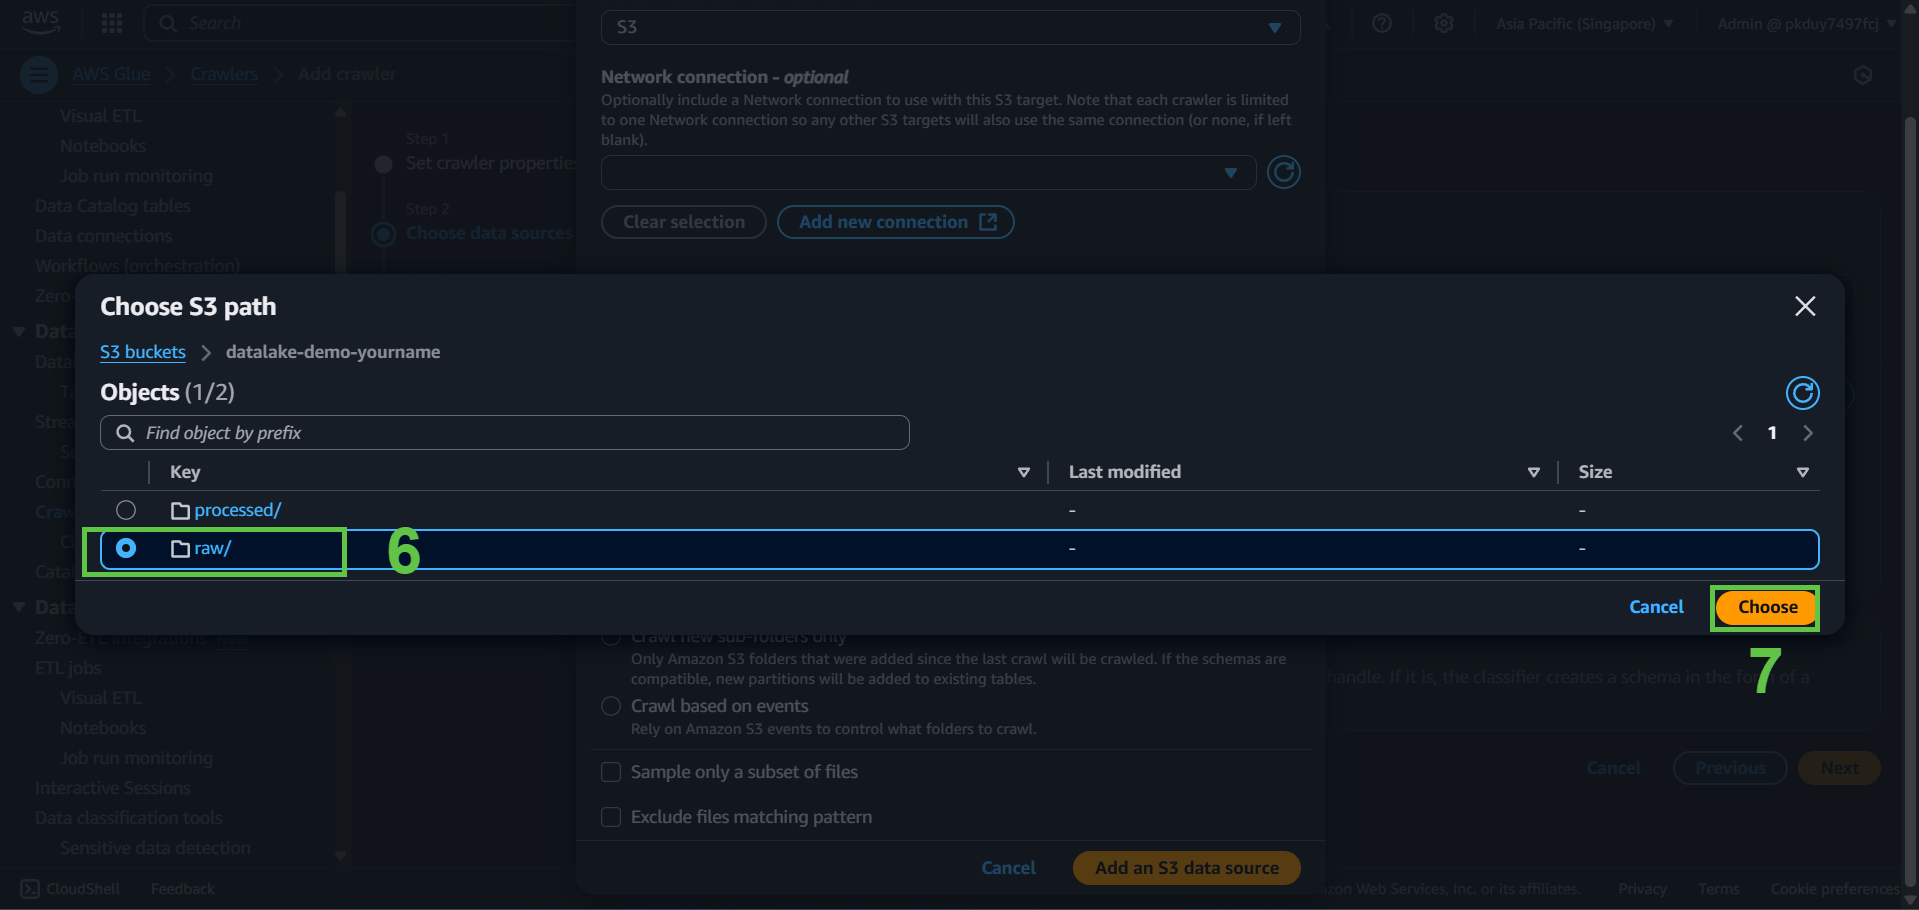 aws
Search
Asia Pacific (Singapore)
Admin @ pkduy7497fcj
AWS Glue
Crawlers
Add crawler
Visual ETL
Notebooks
Job run monitoring
Data Catalog tables
Data connections
Workflows (orchestration)
Step 1
Set crawler
Step 2
Choose data sources
S3
Network connection - optional
Optionally include a Network connection to use with this S3 target. Note that each crawler is limited
to one Network connection so any other S3 targets will also use the same connection (or none, if left
blank).
Clear selection
Add new connection
Choose S3 path
S3 buckets
datalake-demo-yourname
Objects (1/2)
Find object by prefix
1
Key
Last modified
Size
processed/
-
-
raw/
6
-
-
Cancel
Choose
7
Zero-ETL integrations
ETL jobs
Visual ETL
Notebooks
Job run monitoring
Interactive Sessions
Data classification tools
Sensitive data detection
Crawl new sub-folders only
Only Amazon S3 folders that were added since the last crawl will be crawled. If the schemas are
compatible, new partitions will be added to existing tables.
Crawl based on events
Rely on Amazon S3 events to control what folders to crawl.
Sample only a subset of files
Exclude files matching pattern
Cancel
Add an S3 data source
handle. If it is, the classifier creates a schema in the form of a
Cancel
Previous
Next
CloudShell
Feedback
Web Services, Inc. or its affiliates.
Privacy
Terms
Cookie preferences